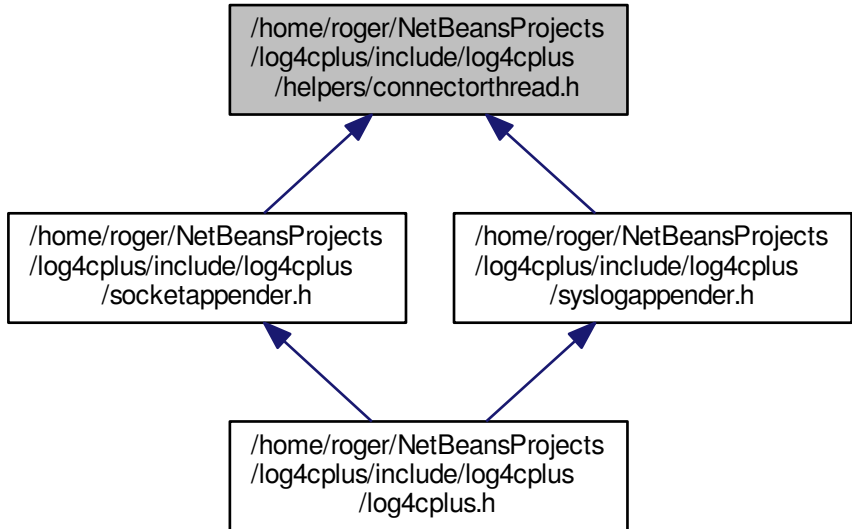 /home/roger/NetBeansProjects
/log4cplus/include/log4cplus
/helpers/connectorthread.h
/home/roger/NetBeansProjects
/log4cplus/include/log4cplus
/socketappender.h
/home/roger/NetBeansProjects
/log4cplus/include/log4cplus
/syslogappender.h
/home/roger/NetBeansProjects
/log4cplus/include/log4cplus
/log4cplus.h